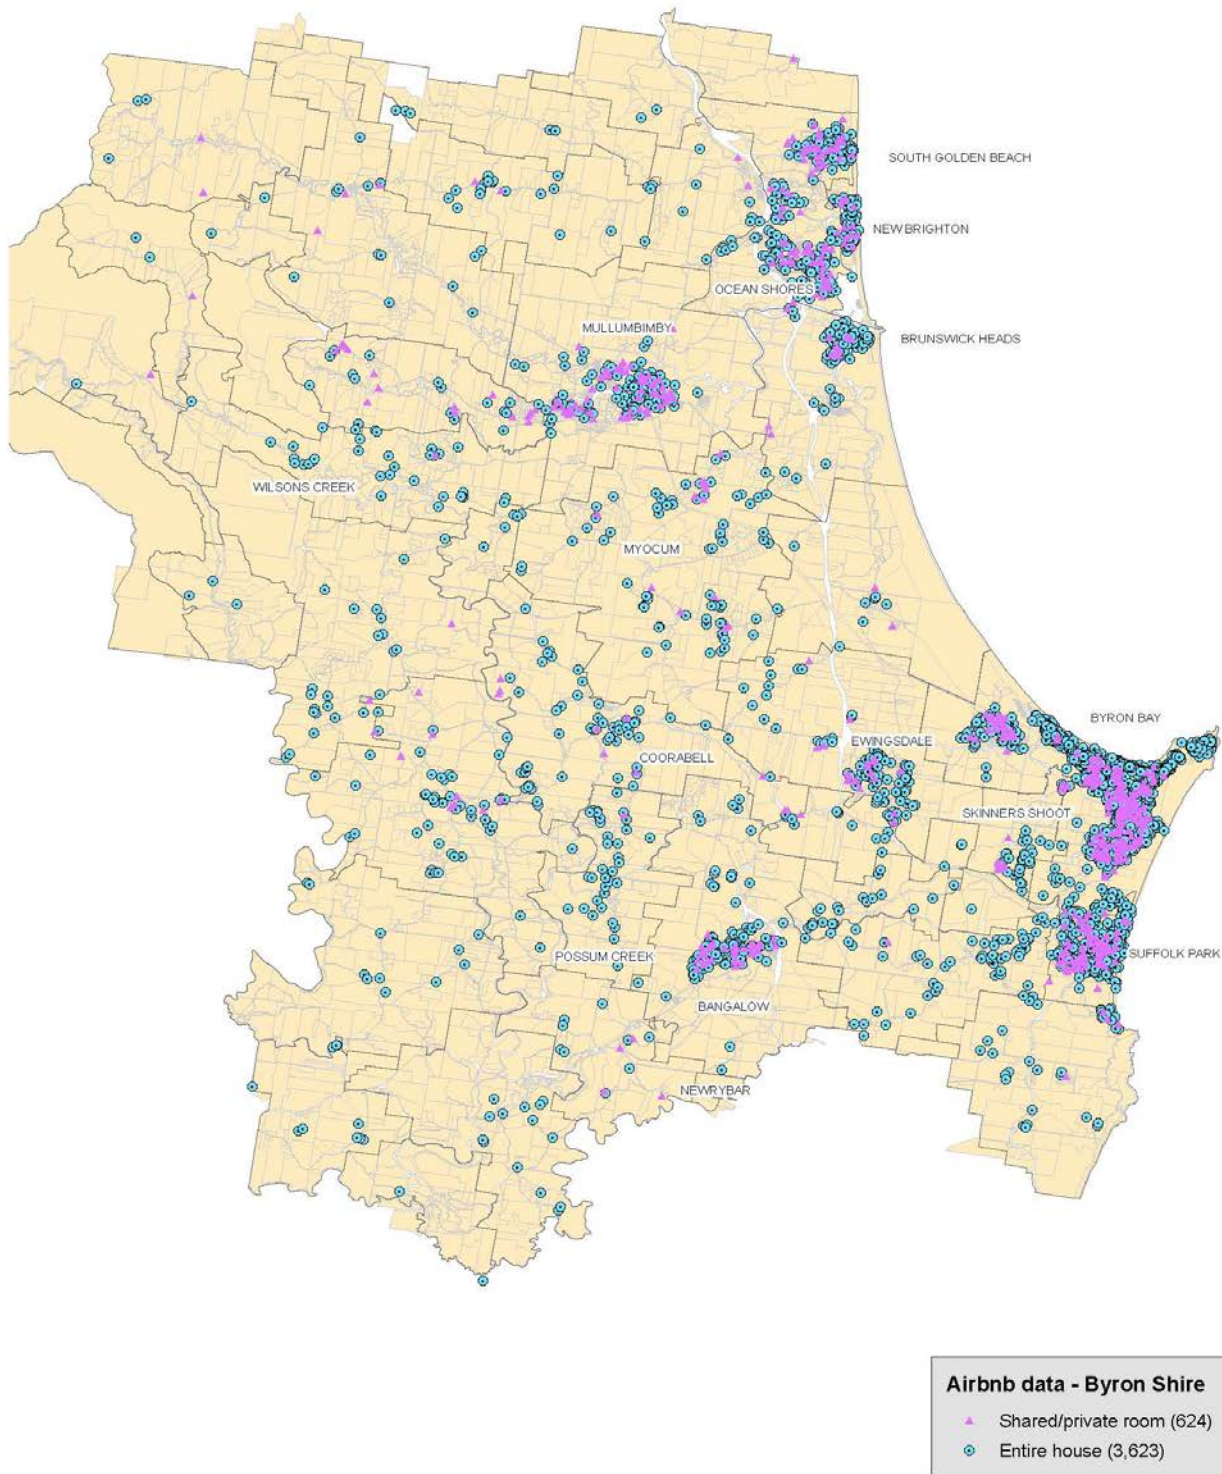 SOUTH GOLDEN BEACH
NEW BRIGHTON
OCEAN SHORES
MULLUMBIMBY
BRUNSWICK HEADS
WILSONS CREEK
MYOCUM
BYRON BAY
EWINGSDALE
COORABELL
SKINNERS SHOOT
POSSUM CREEK
SUFFOLK PARK
BANGALOW
NEWRYBAR
Airbnb data - Byron Shire
Shared/private room (624)
Entire house (3,623)